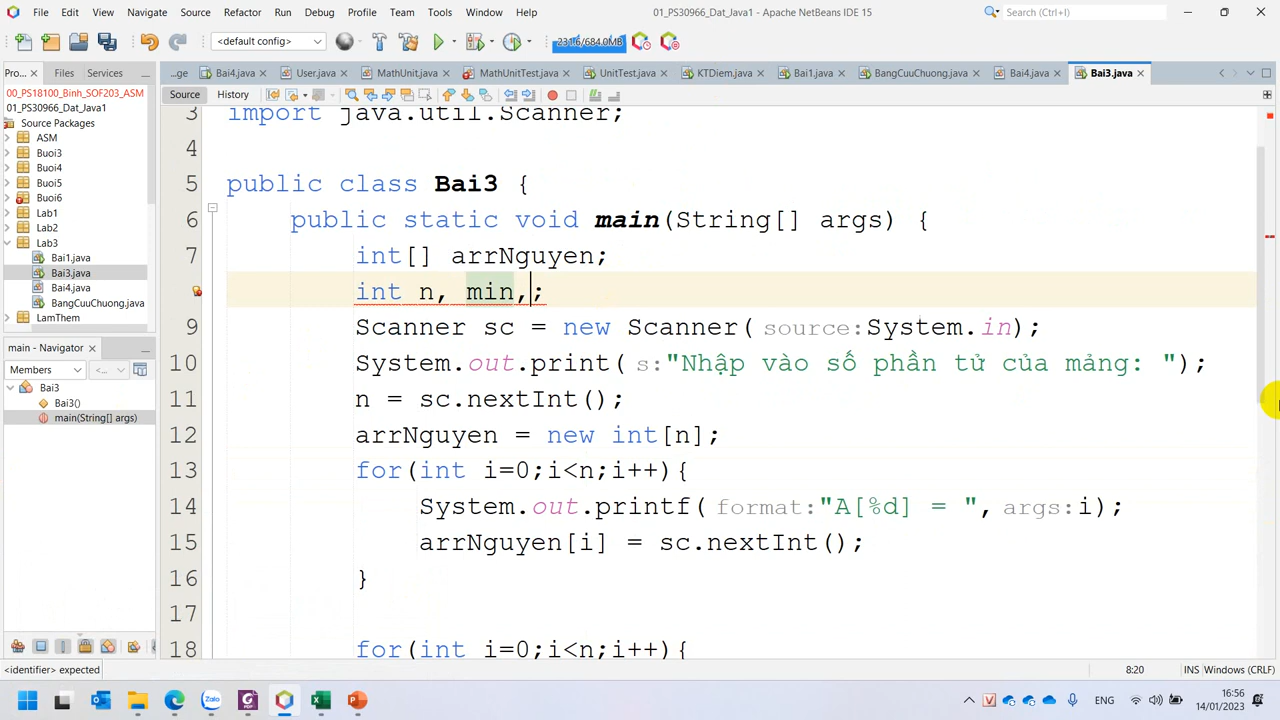 File Edit View Navigate Source Refactor Run Debug Profile Team Tools Window Help
01_PS30966_Dat_Java1 - Apache NetBeans IDE 15
Search (Ctrl+I)
<default config>
231.6/684.0MB
Pro... Files Services
...ge Bai4.java User.java MathUnit.java MathUnitTest.java UnitTest.java KTDiem.java Bai1.java BangCuuChuong.java Bai4.java Bai3.java
Source History
00_PS18100_Binh_SOF203_ASM
01_PS30966_Dat_Java1
Source Packages
ASM
Buoi3
Buoi4
Buoi5
Buoi6
Lab1
Lab2
Lab3
Bai1.java
Bai3.java
Bai4.java
BangCuuChuong.java
LamThem
main - Navigator
Members <...
Bai3
Bai3()
main(String[] args)
3 import java.util.Scanner;
4
5 public class Bai3 {
6 public static void main(String[] args) {
7 int[] arrNguyen;
int n, min,;
9 Scanner sc = new Scanner(source:System.in);
10 System.out.print(s:"Nhập vào số phần tử của mảng: ");
11 n = sc.nextInt();
12 arrNguyen = new int[n];
13 for(int i=0;i<n;i++){
14 System.out.printf(format:"A[%d] = ", args:i);
15 arrNguyen[i] = sc.nextInt();
16 }
17
18 for(int i=0;i<n;i++){
<identifier> expected
8:20 INS Windows (CRLF)
Zalo
ENG
16:56
14/01/2023